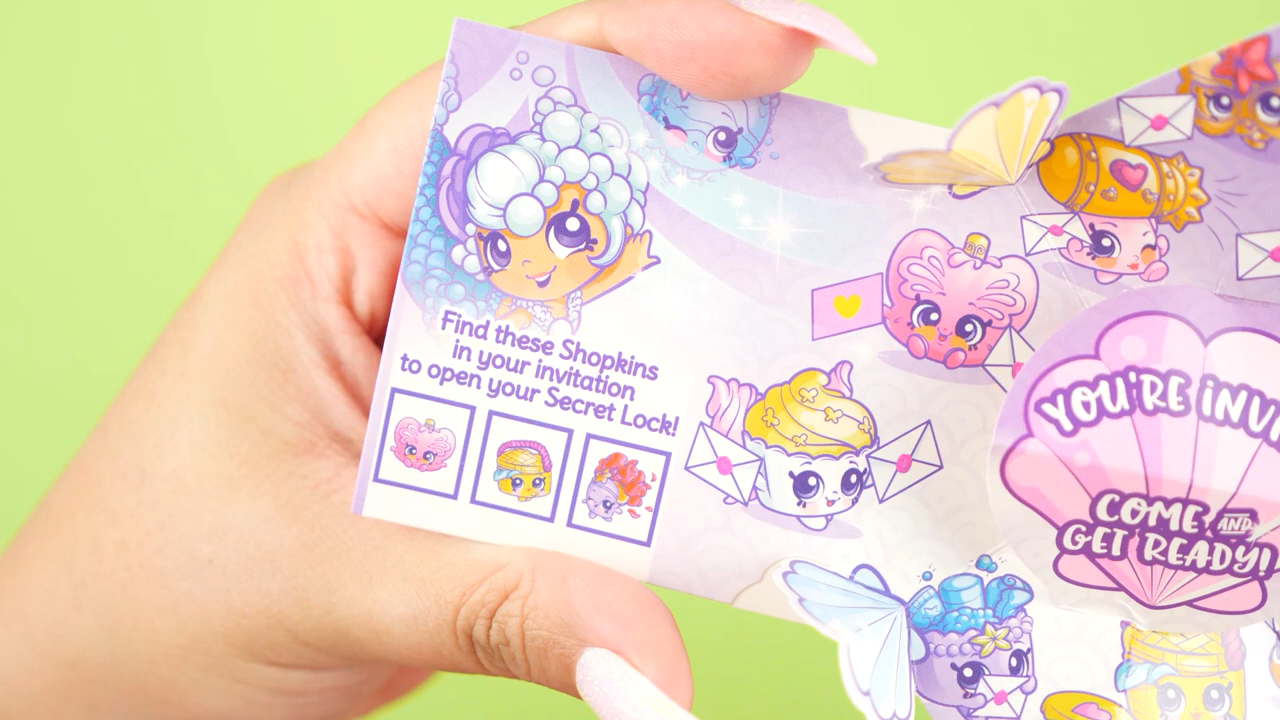 Find these Shopkins
in your invitation
to open your Secret Lock!
COME AND
GET READY!